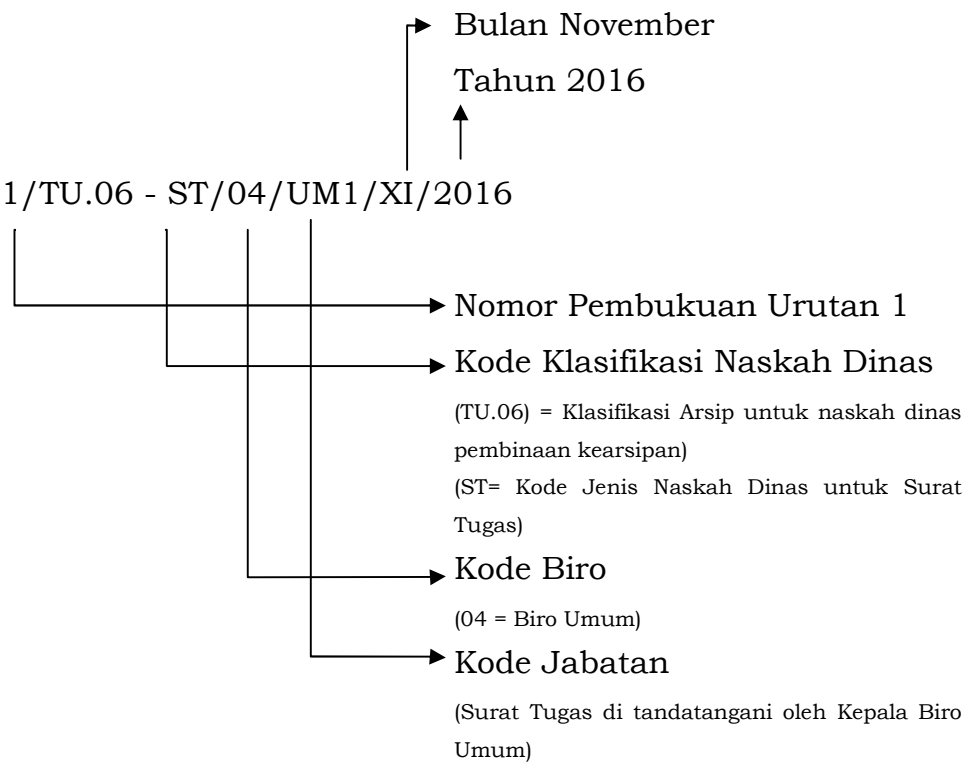 Bulan November
Tahun 2016
1/TU.06 - ST/04/UM1/XI/2016
Nomor Pembukuan Urutan 1
Kode Klasifikasi Naskah Dinas
(TU.06) = Klasifikasi Arsip untuk naskah dinas
pembinaan kearsipan)
(ST= Kode Jenis Naskah Dinas untuk Surat
Tugas)
Kode Biro
(04 = Biro Umum)
Kode Jabatan
(Surat Tugas di tandatangani oleh Kepala Biro
Umum)